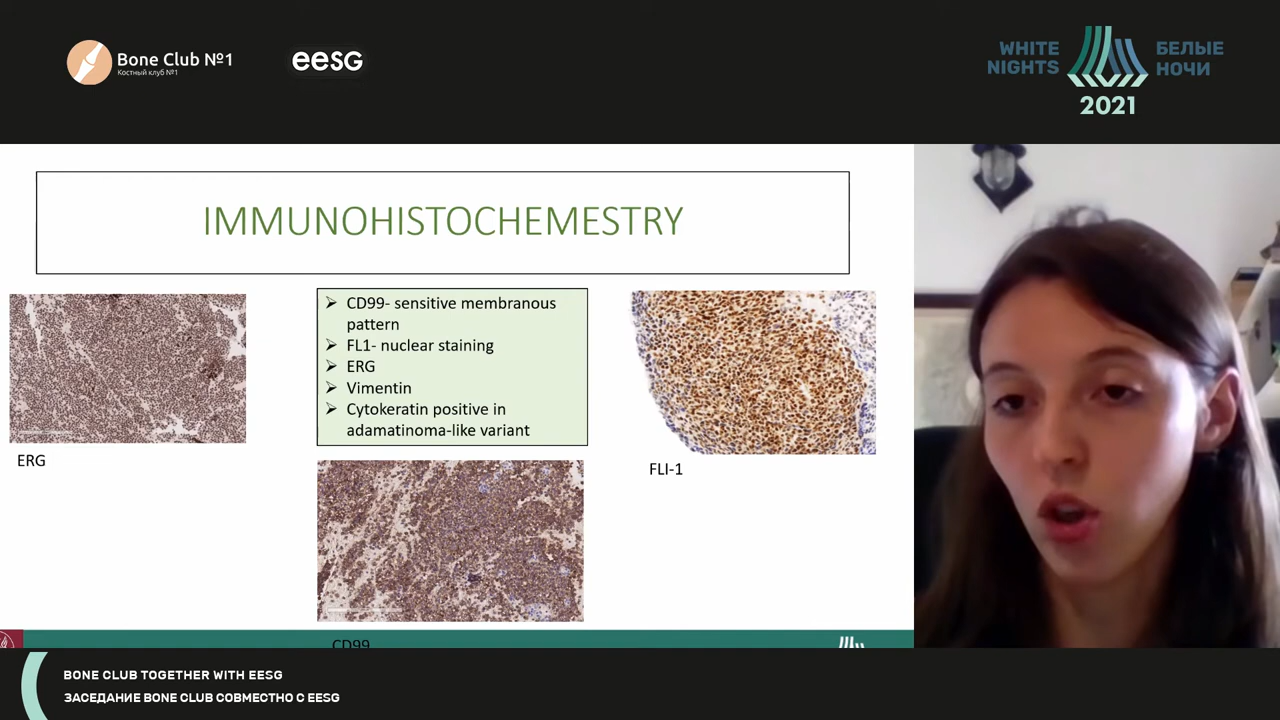 Bone Club №1
Костный клуб №1
eesg
WHITE
NIGHTS
БЕЛЫЕ
НОЧИ
2021
IMMUNOHISTOCHEMESTRY
CD99- sensitive membranous
pattern
FL1- nuclear staining
ERG
Vimentin
Cytokeratin positive in
adamatinoma-like variant
ERG
FLI-1
CD99
BONE CLUB TOGETHER WITH EESG
ЗАСЕДАНИЕ BONE CLUB СОВМЕСТНО С EESG